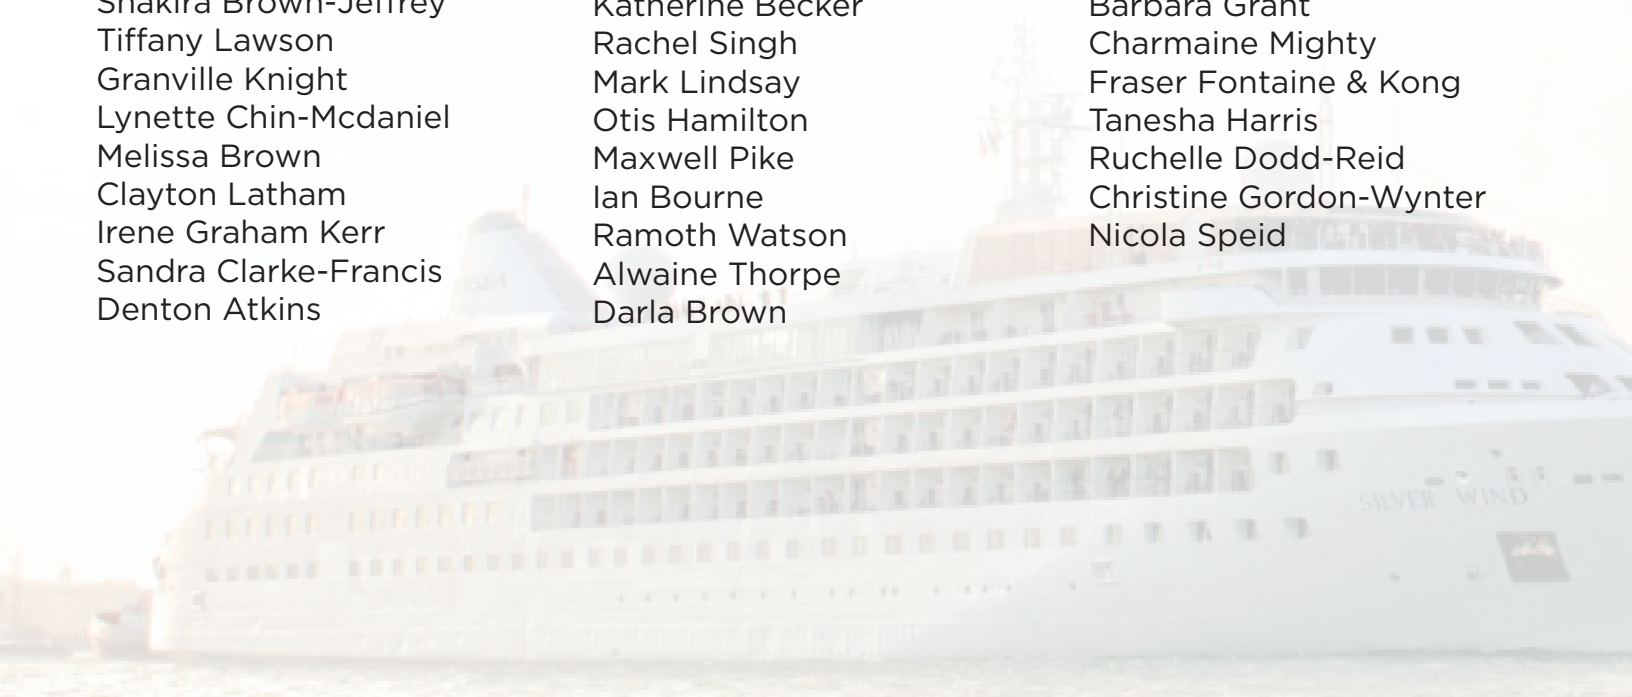 Shakira Brown-Jeffrey
Tiffany Lawson
Granville Knight
Lynette Chin-Mcdaniel
Melissa Brown
Clayton Latham
Irene Graham Kerr
Sandra Clarke-Francis
Denton Atkins
Katherine Becker
Rachel Singh
Mark Lindsay
Otis Hamilton
Maxwell Pike
Ian Bourne
Ramoth Watson
Alwaine Thorpe
Darla Brown
Barbara Grant
Charmaine Mighty
Fraser Fontaine & Kong
Tanesha Harris
Ruchelle Dodd-Reid
Christine Gordon-Wynter
Nicola Speid
SILVER WIND